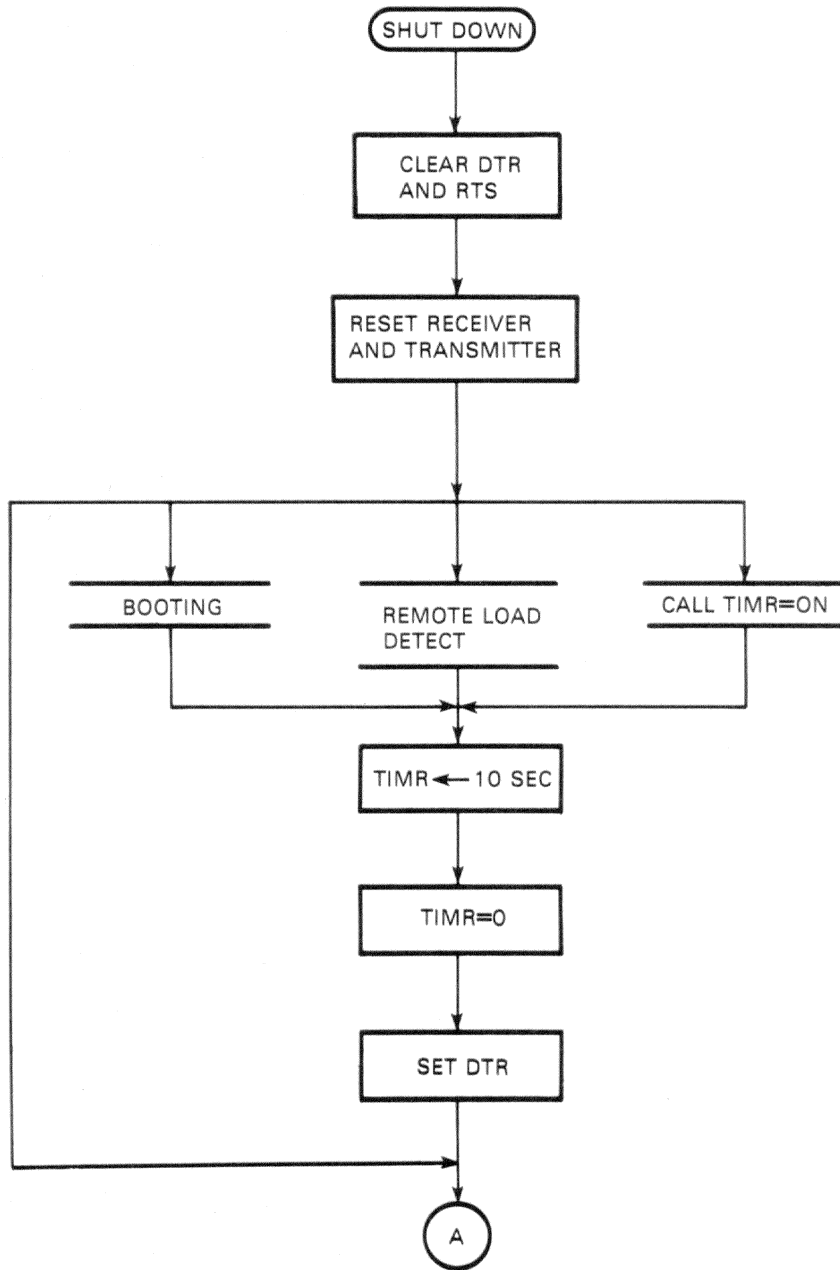 SHUT DOWN
CLEAR DTR
AND RTS
RESET RECEIVER
AND TRANSMITTER
BOOTING
REMOTE LOAD
DETECT
CALL TIMR=ON
TIMR ← 10 SEC
TIMR=0
SET DTR
A